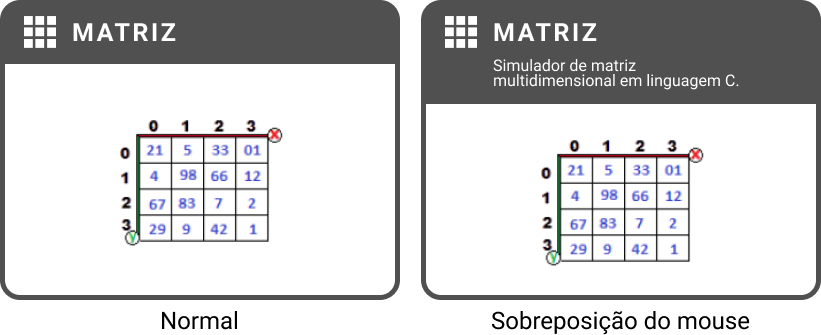 MATRIZ
0 1 2 3 X
0 21 5 33 01
1 4 98 66 12
2 67 83 7 2
3 29 9 42 1
Y
Normal
MATRIZ
Simulador de matriz
multidimensional em linguagem C.
0 1 2 3 X
0 21 5 33 01
1 4 98 66 12
2 67 83 7 2
3 29 9 42 1
Y
Sobreposição do mouse